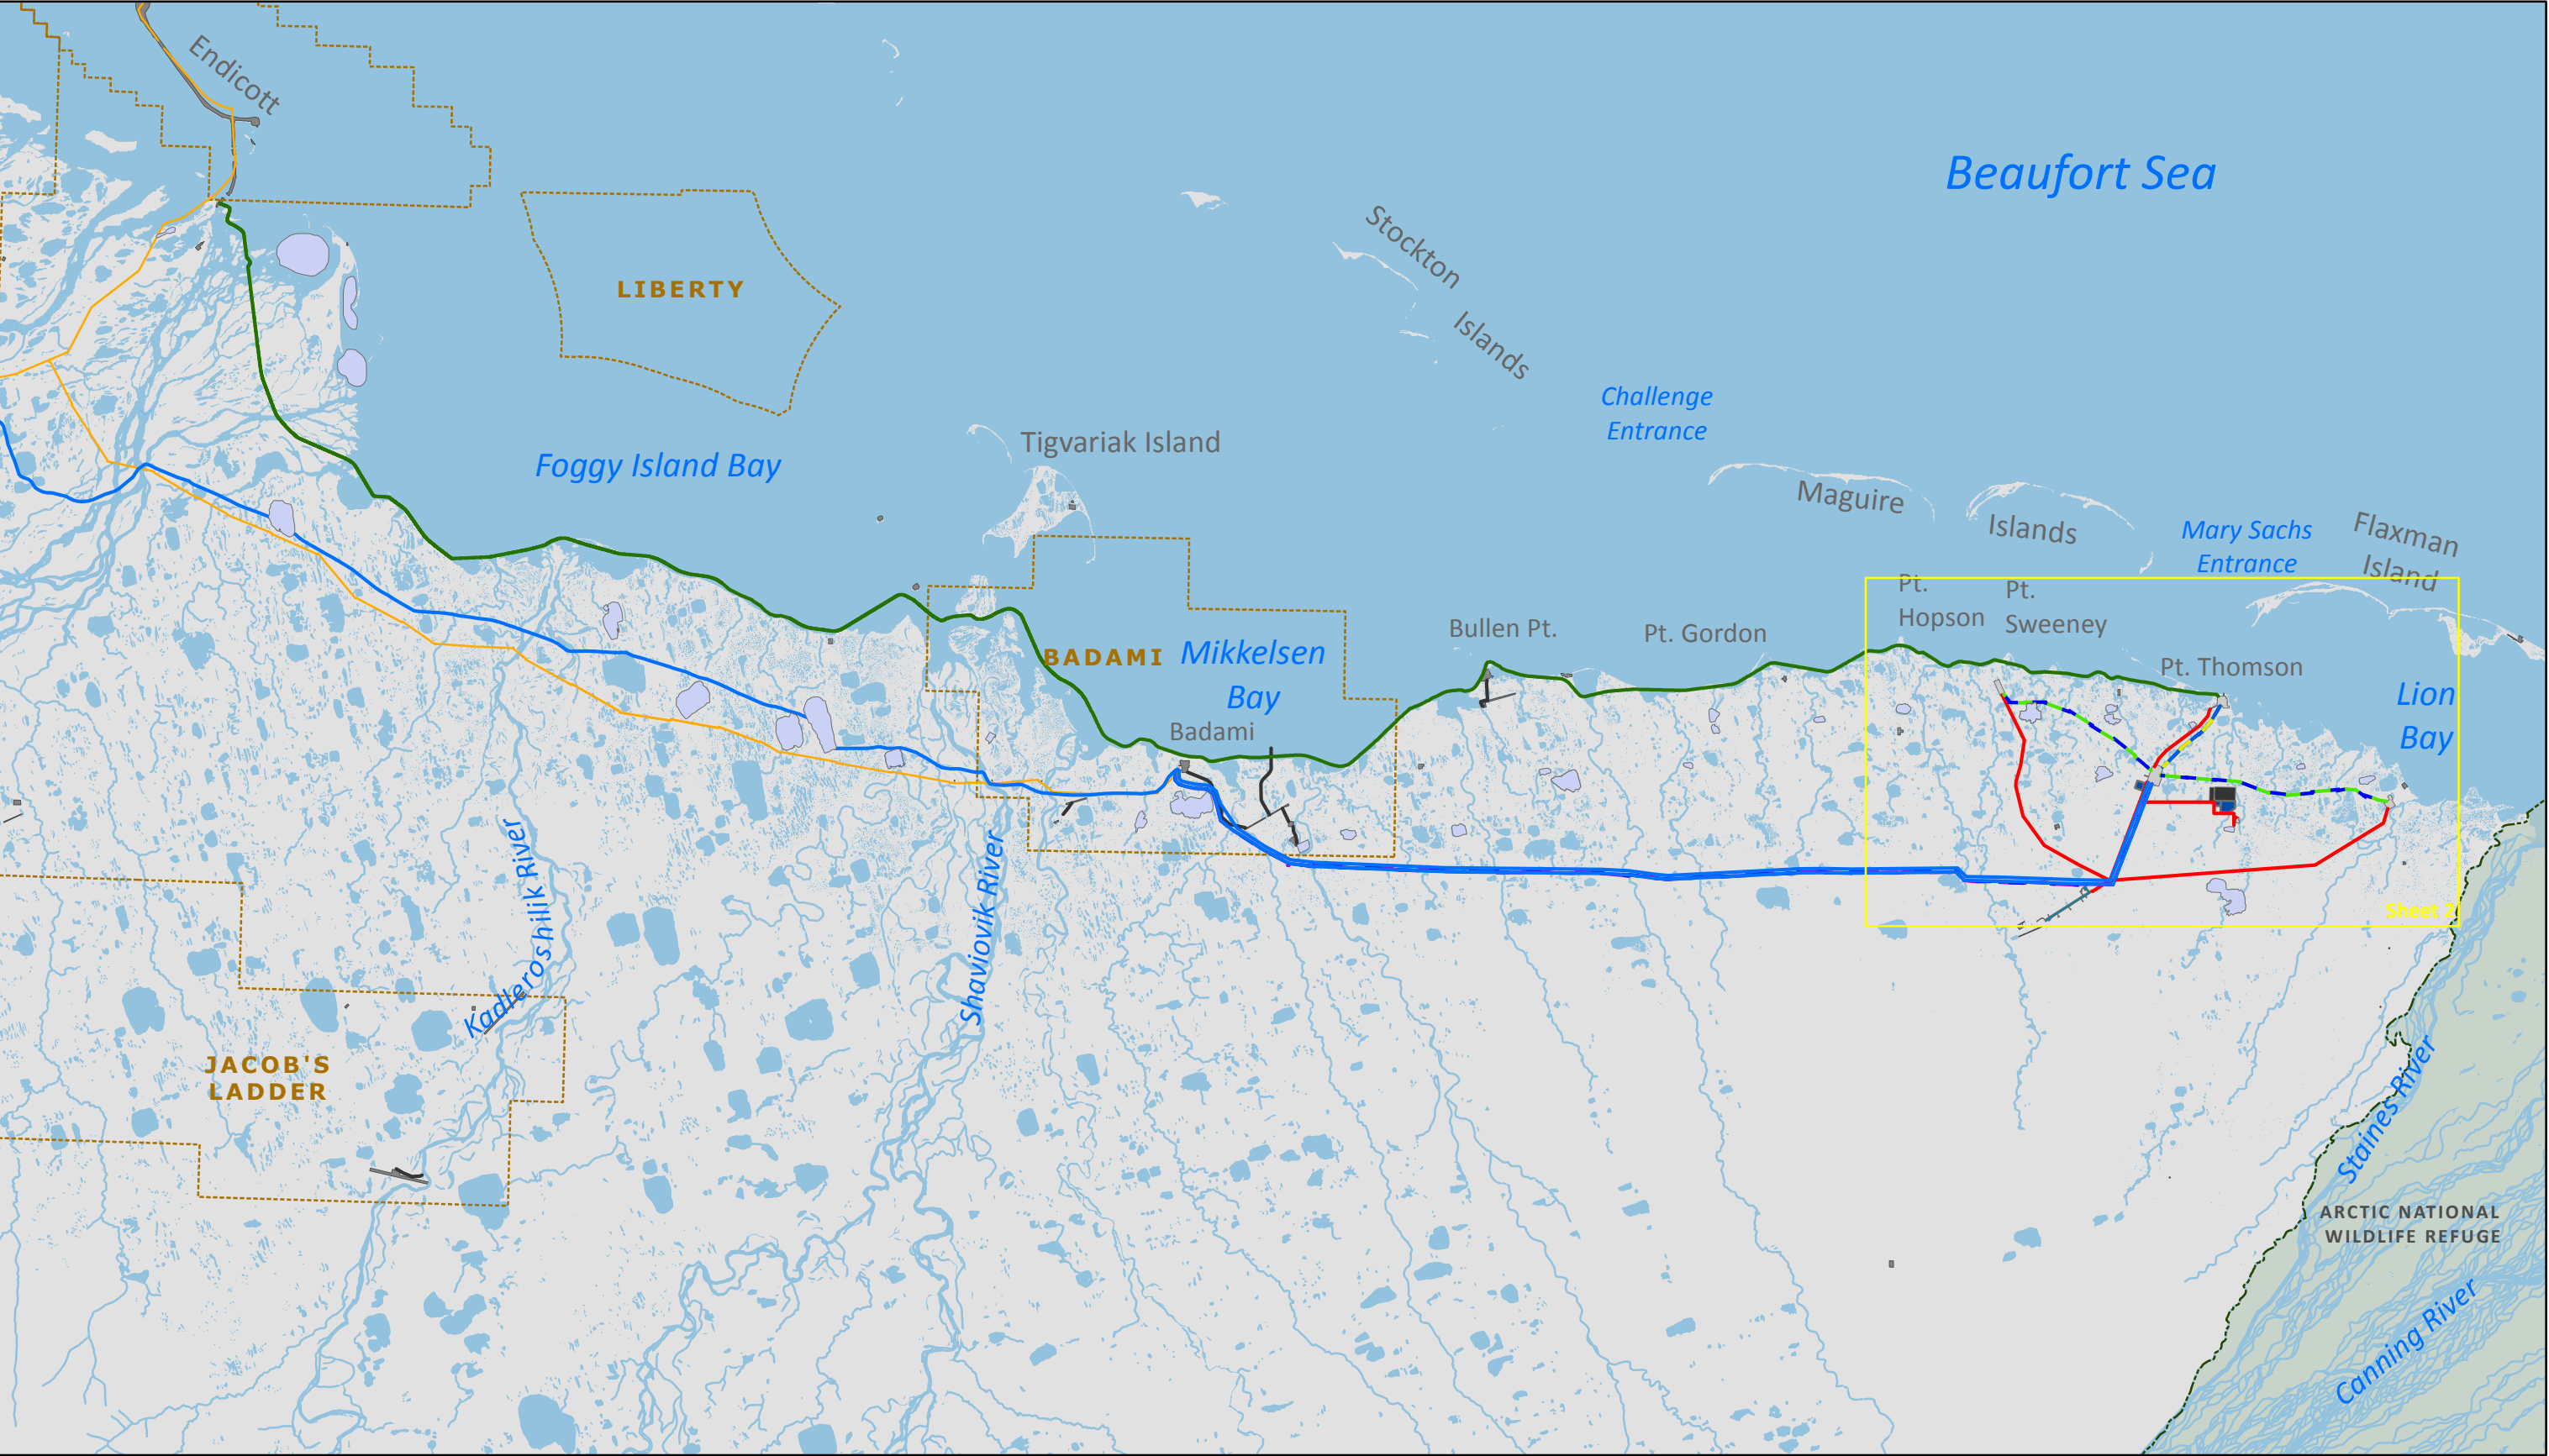 Endicott
Beaufort Sea
LIBERTY
Stockton
Islands
Challenge
Entrance
Tigvariak Island
Foggy Island Bay
Maguire
Islands
Mary Sachs
Entrance
Flaxman
Island
Pt.
Hopson
Pt.
Sweeney
Bullen Pt.
Pt. Gordon
BADAMI
Mikkelsen
Bay
Pt. Thomson
Lion
Bay
Badami
Sheet 2
Kadleroshilik River
Shaviovik River
JACOB'S
LADDER
Staines River
ARCTIC NATIONAL
WILDLIFE REFUGE
Canning River